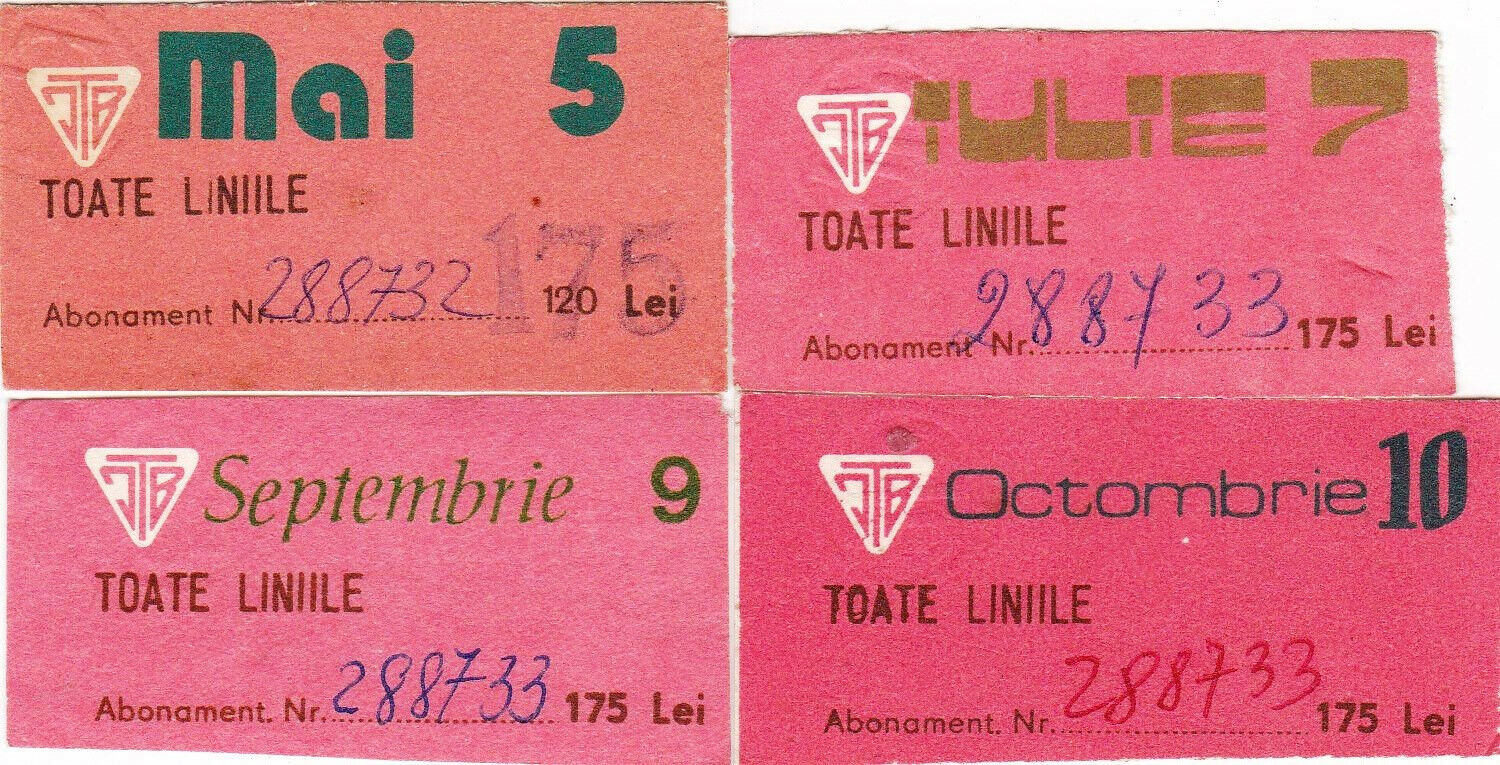 ITB Mai 5
TOATE LINIILE
175
Abonament Nr. 288732 120 Lei
ITB IULIE 7
TOATE LINIILE
Abonament Nr. 288733 175 Lei
ITB Septembrie 9
TOATE LINIILE
Abonament. Nr. 288733 175 Lei
ITB Octombrie 10
TOATE LINIILE
Abonament. Nr. 288733 175 Lei